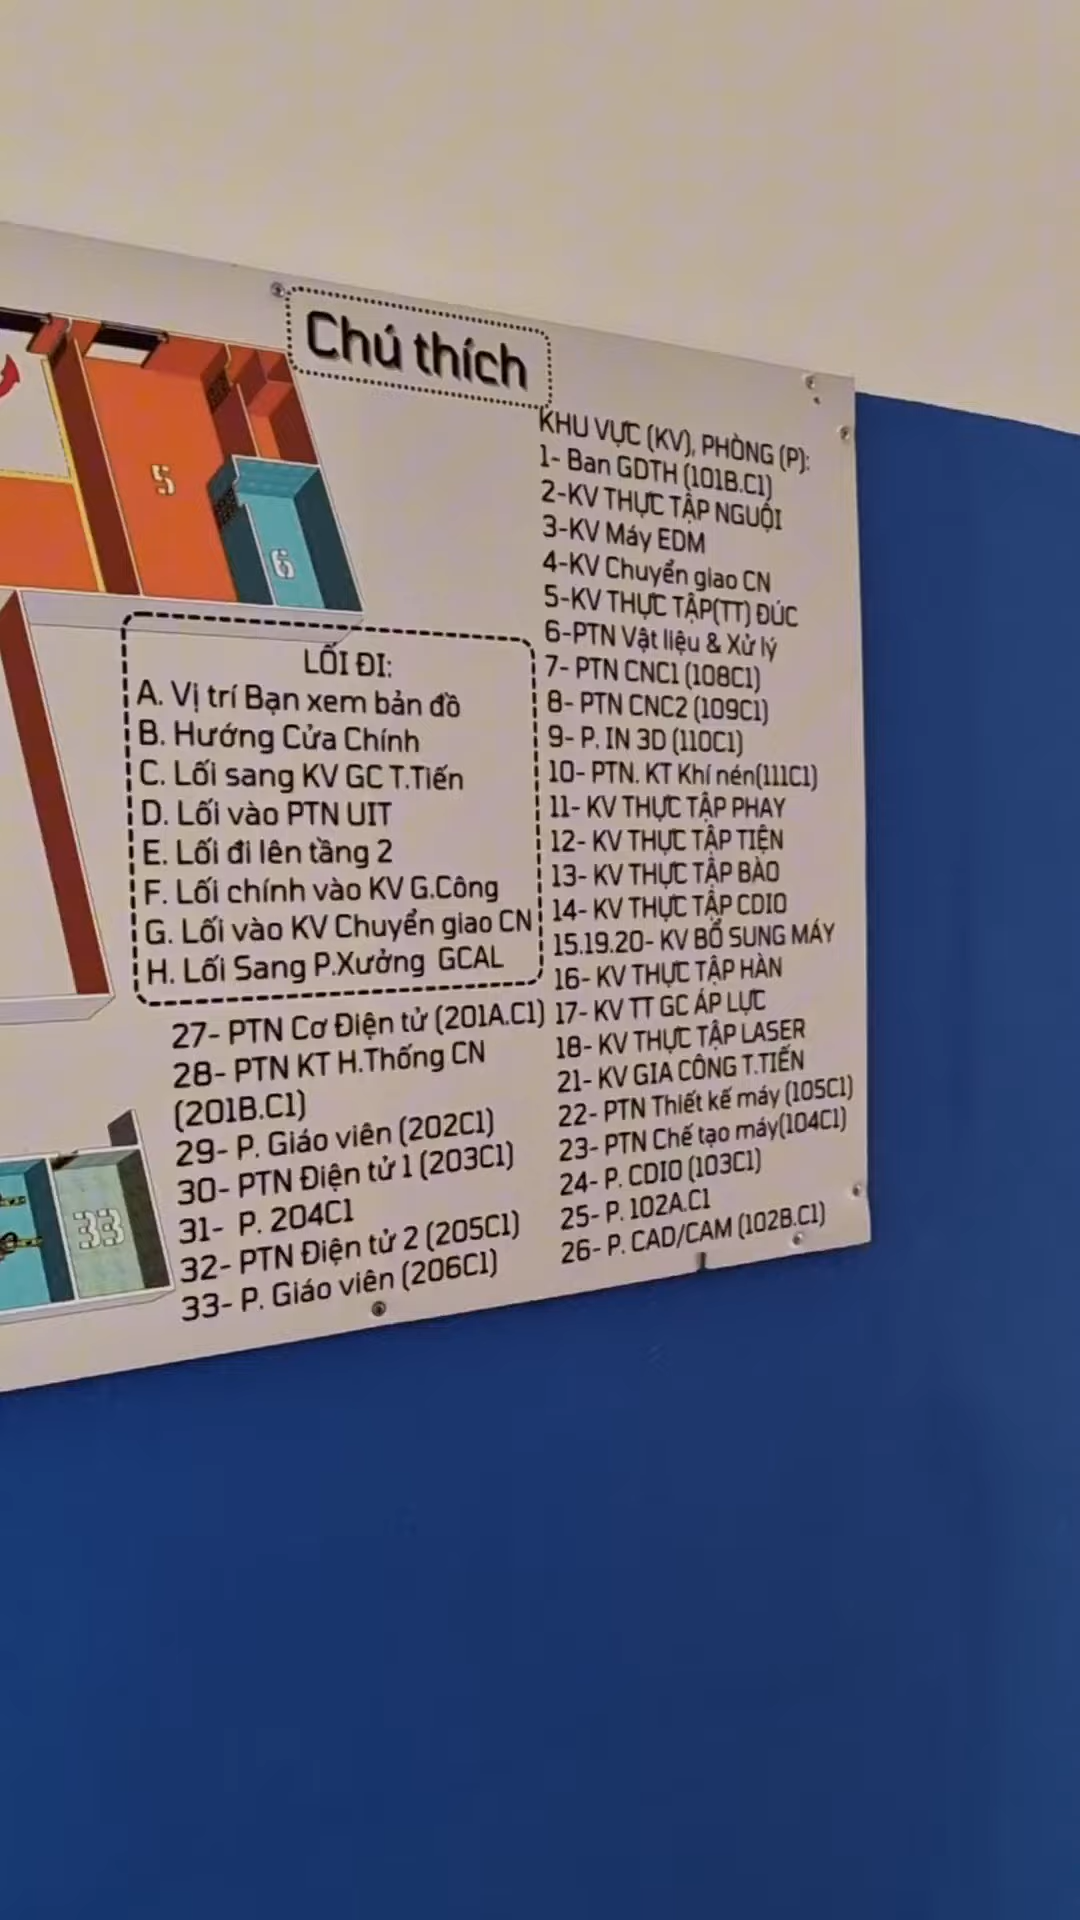 Chú thích
5
6
33
LỐI ĐI:
A. Vị trí Bạn xem bản đồ
B. Hướng Cửa Chính
C. Lối sang KV GC T.Tiến
D. Lối vào PTN UIT
E. Lối đi lên tầng 2
F. Lối chính vào KV G.Công
G. Lối vào KV Chuyển giao CN
H. Lối Sang P.Xưởng GCAL
KHU VỰC (KV), PHÒNG (P):
1- Ban GDTH (101B.C1)
2-KV THỰC TẬP NGUỘI
3-KV Máy EDM
4-KV Chuyển giao CN
5-KV THỰC TẬP(TT) ĐÚC
6-PTN Vật liệu & Xử lý
7- PTN CNC1 (108C1)
8- PTN CNC2 (109C1)
9- P. IN 3D (110C1)
10- PTN. KT Khí nén(111C1)
11- KV THỰC TẬP PHAY
12- KV THỰC TẬP TIỆN
13- KV THỰC TẬP BÀO
14- KV THỰC TẬP CDIO
15.19.20- KV BỔ SUNG MÁY
16- KV THỰC TẬP HÀN
17- KV TT GC ÁP LỰC
18- KV THỰC TẬP LASER
21- KV GIA CÔNG T.TIẾN
22- PTN Thiết kế máy (105C1)
23- PTN Chế tạo máy(104C1)
24- P. CDIO (103C1)
25- P. 102A.C1
26- P. CAD/CAM (102B.C1)
27- PTN Cơ Điện tử (201A.C1)
28- PTN KT H.Thống CN
(201B.C1)
29- P. Giáo viên (202C1)
30- PTN Điện tử 1 (203C1)
31- P. 204C1
32- PTN Điện tử 2 (205C1)
33- P. Giáo viên (206C1)